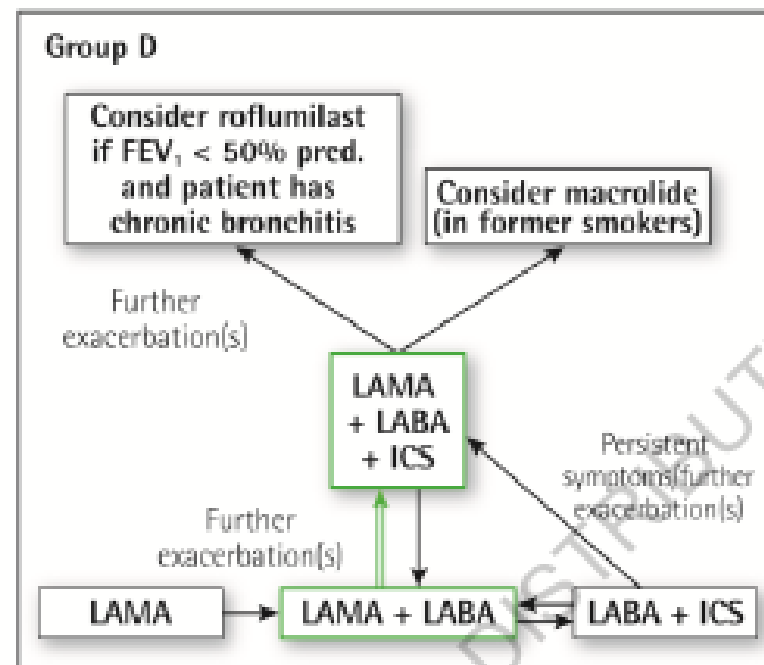 Group D
Consider roflumilast
if FEV₁ < 50% pred.
and patient has
chronic bronchitis
Consider macrolide
(in former smokers)
Further
exacerbation(s)
LAMA
+ LABA
+ ICS
Persistent
symptoms/further
exacerbation(s)
Further
exacerbation(s)
LAMA
LAMA + LABA
LABA + ICS
DISTRIBUT